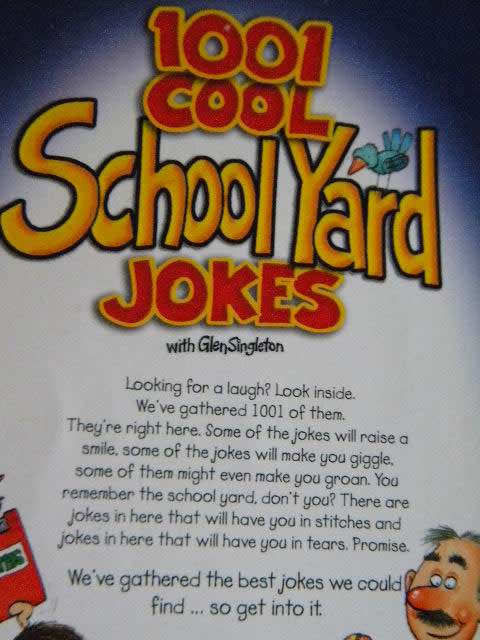 1001
COOL
School Yard
JOKES
with Glen Singleton
Looking for a laugh? Look inside.
We've gathered 1001 of them.
They're right here. Some of the jokes will raise a
smile, some of the jokes will make you giggle,
some of them might even make you groan. You
remember the school yard, don't you? There are
jokes in here that will have you in stitches and
jokes in here that will have you in tears. Promise.
We've gathered the best jokes we could
find ... so get into it.